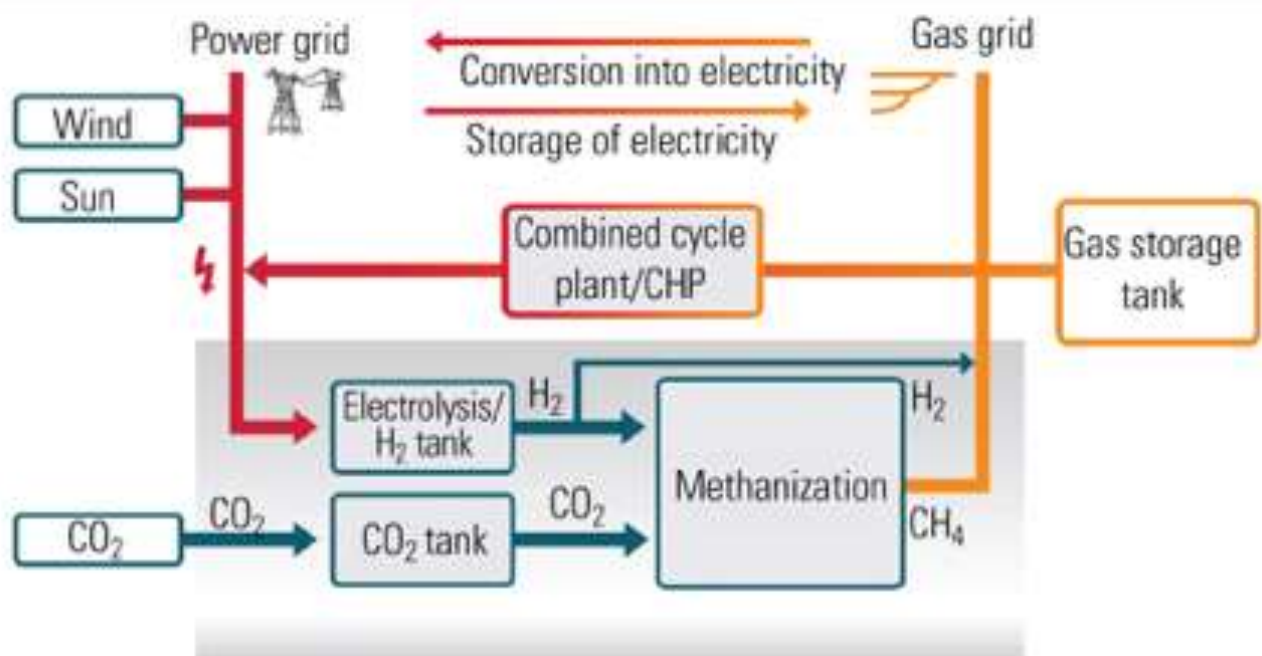 Power grid
Gas grid
Conversion into electricity
Storage of electricity
Wind
Sun
Combined cycle
plant/CHP
Gas storage
tank
Electrolysis/
H₂ tank
H₂
H₂
Methanization
CO₂
CO₂
CO₂ tank
CO₂
CH₄